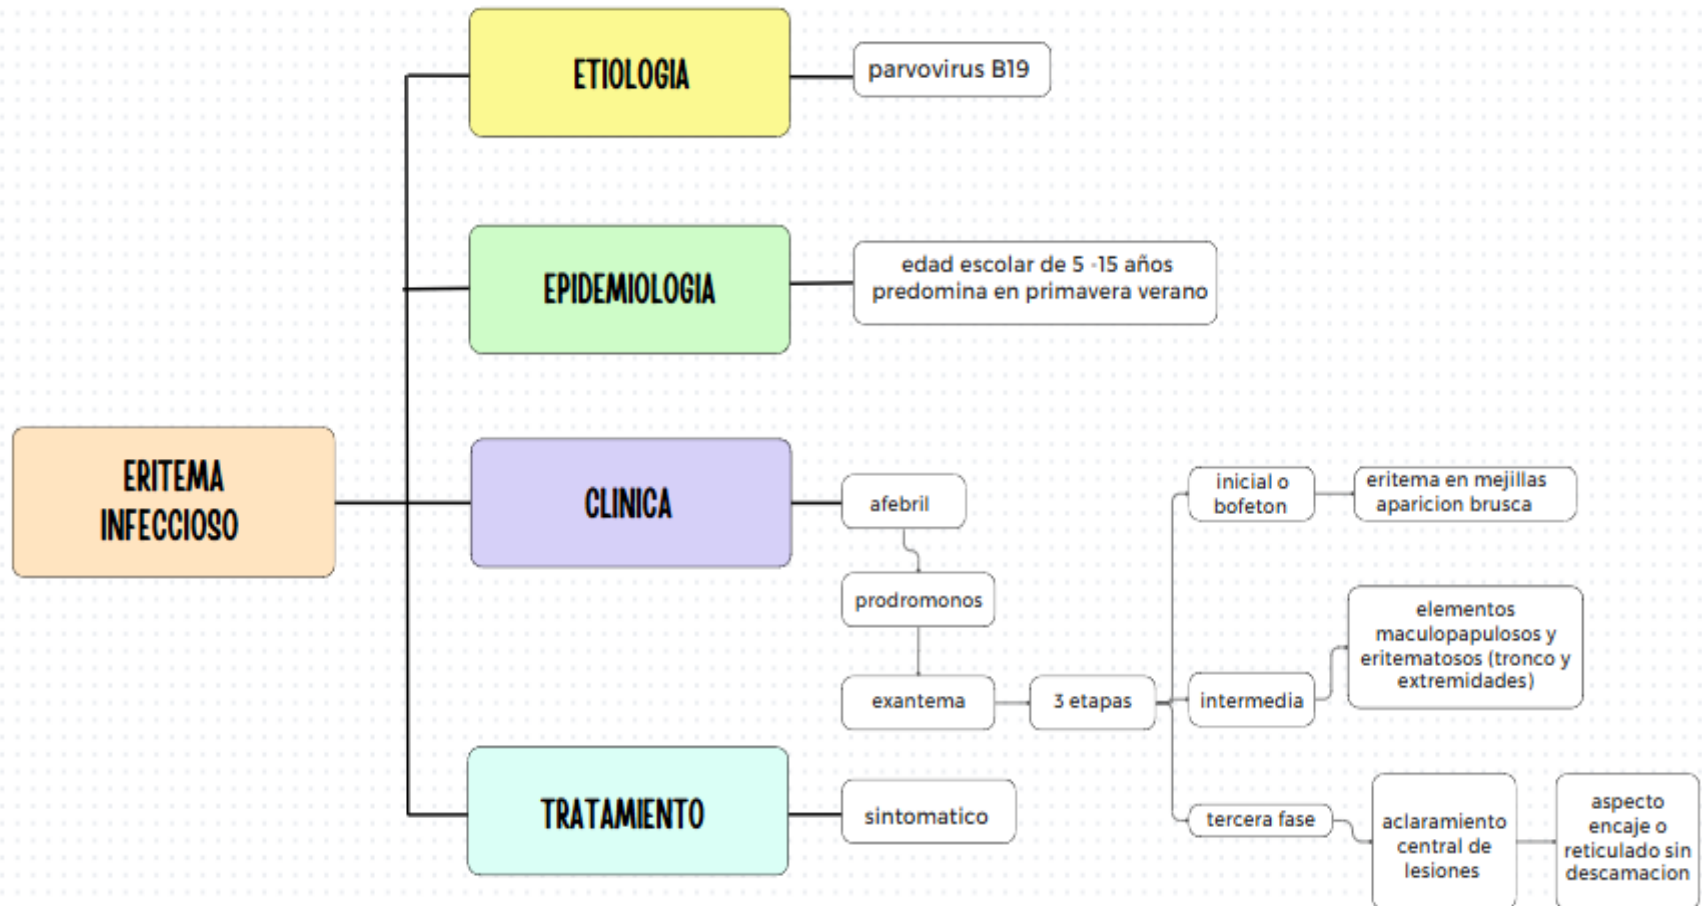 ERITEMA
INFECCIOSO
ETIOLOGIA
parvovirus B19
EPIDEMIOLOGIA
edad escolar de 5 -15 años
predomina en primavera verano
CLINICA
afebril
prodromonos
exantema
3 etapas
inicial o
bofeton
eritema en mejillas
aparicion brusca
intermedia
elementos
maculopapulosos y
eritematosos (tronco y
extremidades)
tercera fase
aclaramiento
central de
lesiones
aspecto
encaje o
reticulado sin
descamacion
TRATAMIENTO
sintomatico